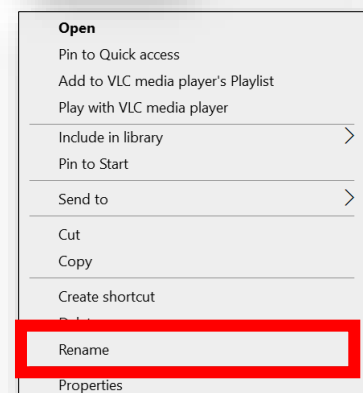 Open
Pin to Quick access
Add to VLC media player's Playlist
Play with VLC media player
Include in library
Pin to Start
Send to
Cut
Copy
Create shortcut
Rename
Properties